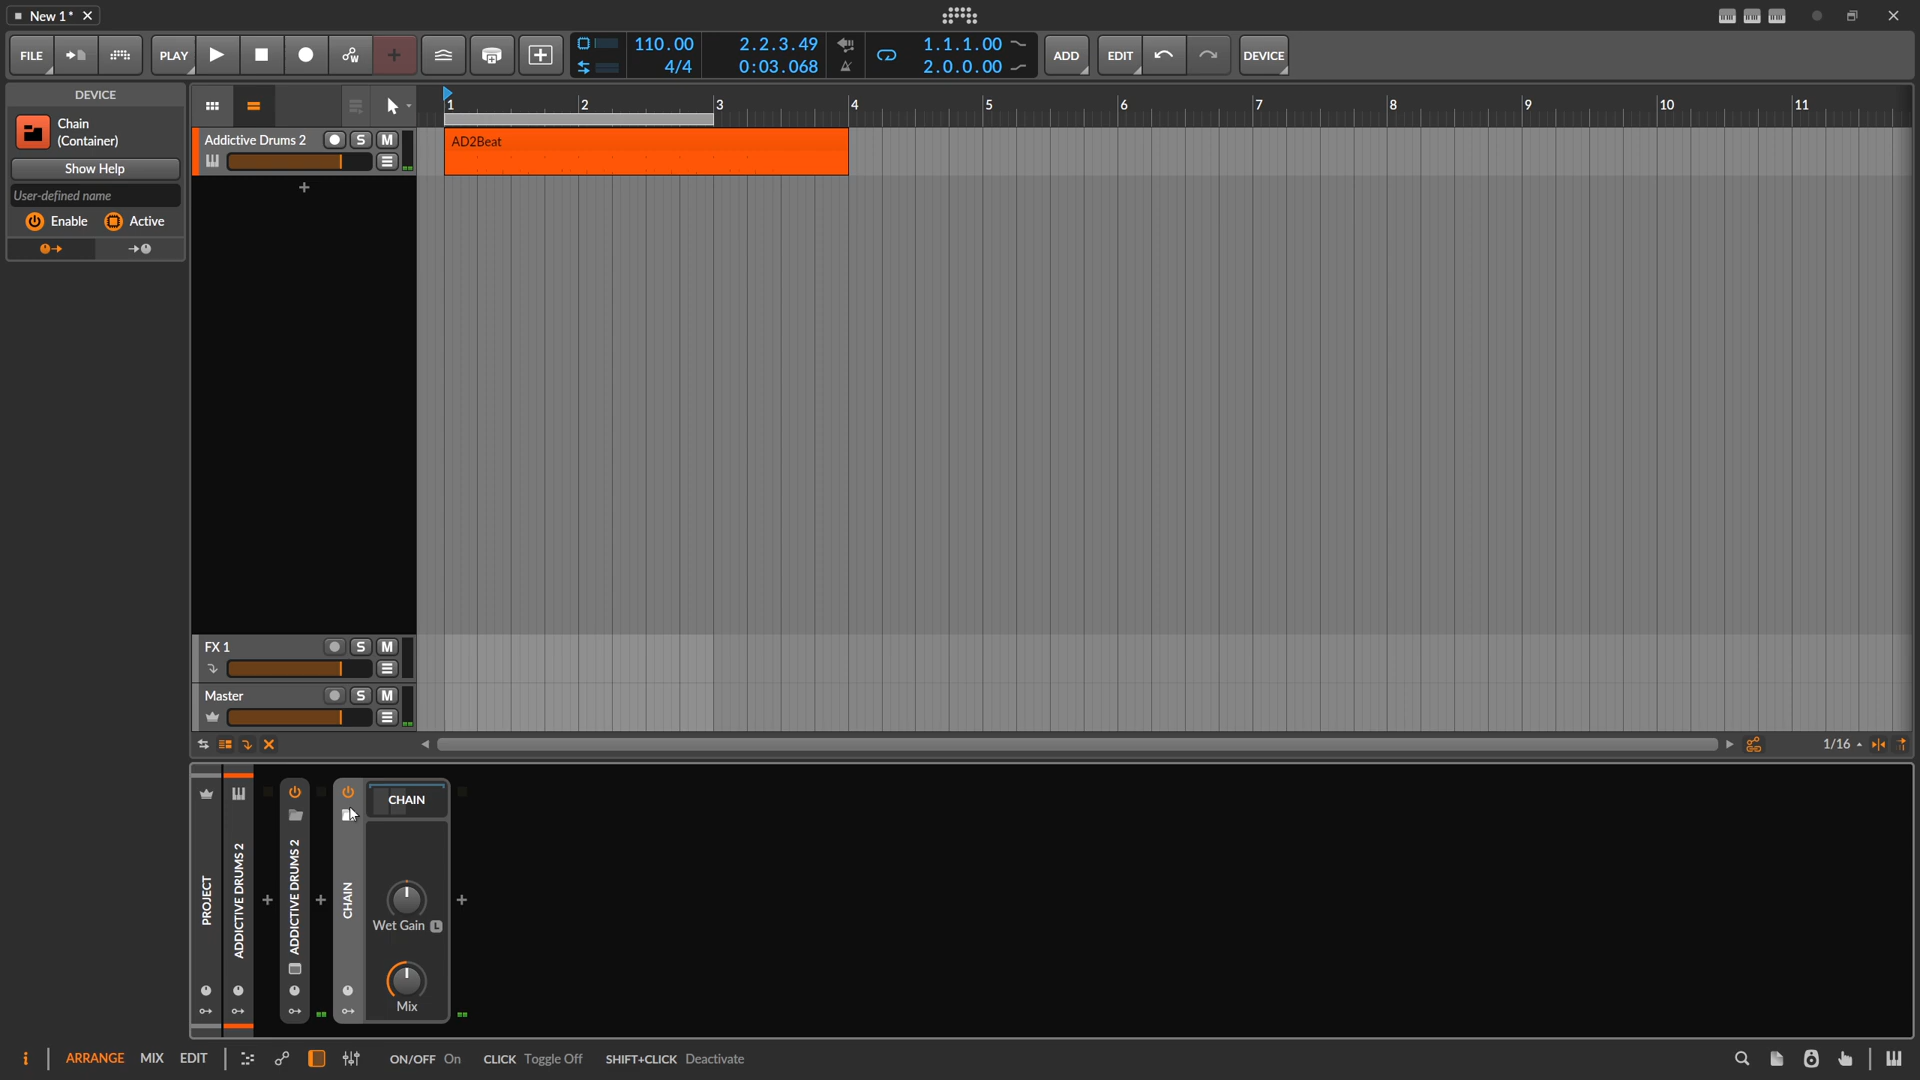 New 1*
FILE
PLAY
110.00
4/4
2.2.3.49
0:03.068
1.1.1.00
2.0.0.00
ADD
EDIT
DEVICE
DEVICE
Chain
(Container)
Show Help
User-defined name
Enable
Active
1 2 3 4 5 6 7 8 9 10 11
Addictive Drums 2
S M
AD2Beat
FX 1
S M
Master
S M
1/16
PROJECT
ADDICTIVE DRUMS 2
ADDICTIVE DRUMS 2
CHAIN
CHAIN
Wet Gain L
Mix
i
ARRANGE
MIX
EDIT
ON/OFF On
CLICK Toggle Off
SHIFT+CLICK Deactivate